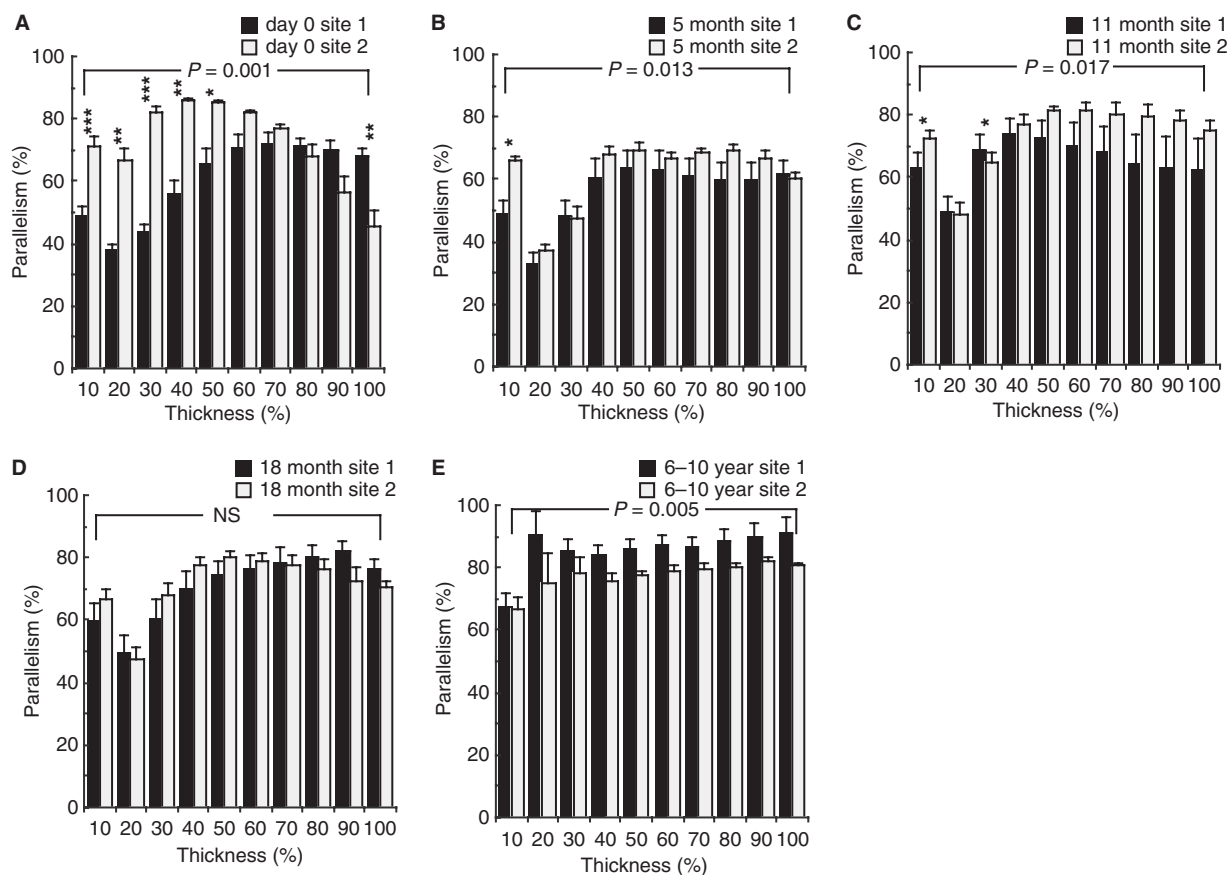 A
day 0 site 1
day 0 site 2
P = 0.001
*** ** *** ** * **
100
80
60
40
20
0
Parallelism (%)
10 20 30 40 50 60 70 80 90 100
Thickness (%)
B
5 month site 1
5 month site 2
P = 0.013
*
100
80
60
40
20
0
Parallelism (%)
10 20 30 40 50 60 70 80 90 100
Thickness (%)
C
11 month site 1
11 month site 2
P = 0.017
* *
100
80
60
40
20
0
Parallelism (%)
10 20 30 40 50 60 70 80 90 100
Thickness (%)
D
18 month site 1
18 month site 2
NS
100
80
60
40
20
0
Parallelism (%)
10 20 30 40 50 60 70 80 90 100
Thickness (%)
E
6–10 year site 1
6–10 year site 2
P = 0.005
100
80
60
40
20
0
Parallelism (%)
10 20 30 40 50 60 70 80 90 100
Thickness (%)